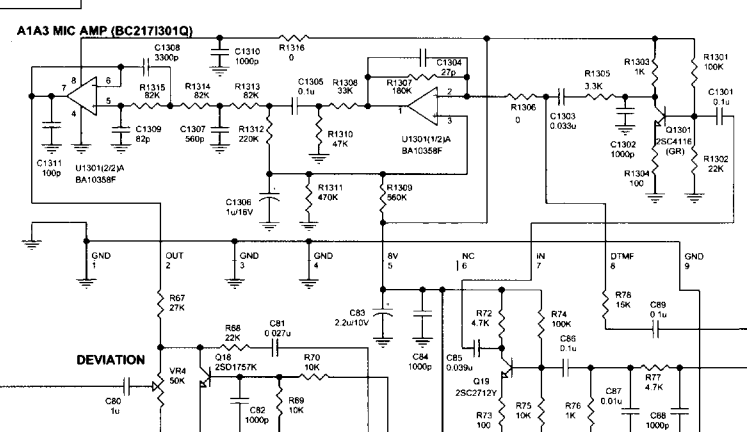 A1A3 MIC AMP (BC217I301Q)
C1308
3300p
C1310
1000p
R1316
0
C1304
27p
R1303
1K
R1301
100K
R1305
3.3K
C1301
0.1u
R1315
82K
R1314
82K
R1313
82K
C1305
0.1u
R1308
33K
R1307
180K
R1306
0
C1303
0.033u
8
6
7
5
4
2
1
3
C1311
100p
C1309
82p
C1307
560p
R1312
220K
R1310
47K
U1301(2/2)A
BA10358F
U1301(1/2)A
BA10358F
C1302
1000p
Q1301
2SC4116
(GR)
R1304
100
R1302
22K
C1306
1u/16V
R1311
470K
R1309
560K
GND
1
OUT
2
GND
3
GND
4
8V
5
NC
6
IN
7
DTMF
8
GND
9
R67
27K
R68
22K
C81
0.027u
C83
2.2u/10V
C84
1000p
R72
4.7K
R74
100K
R78
15K
C89
0.1u
DEVIATION
VR4
50K
Q18
2SD1757K
R70
10K
C85
0.039u
C86
0.1u
Q19
2SC2712Y
R77
4.7K
C80
1u
C82
1000p
R69
10K
R73
100
R75
10K
R76
1K
C87
0.01u
C88
1000p